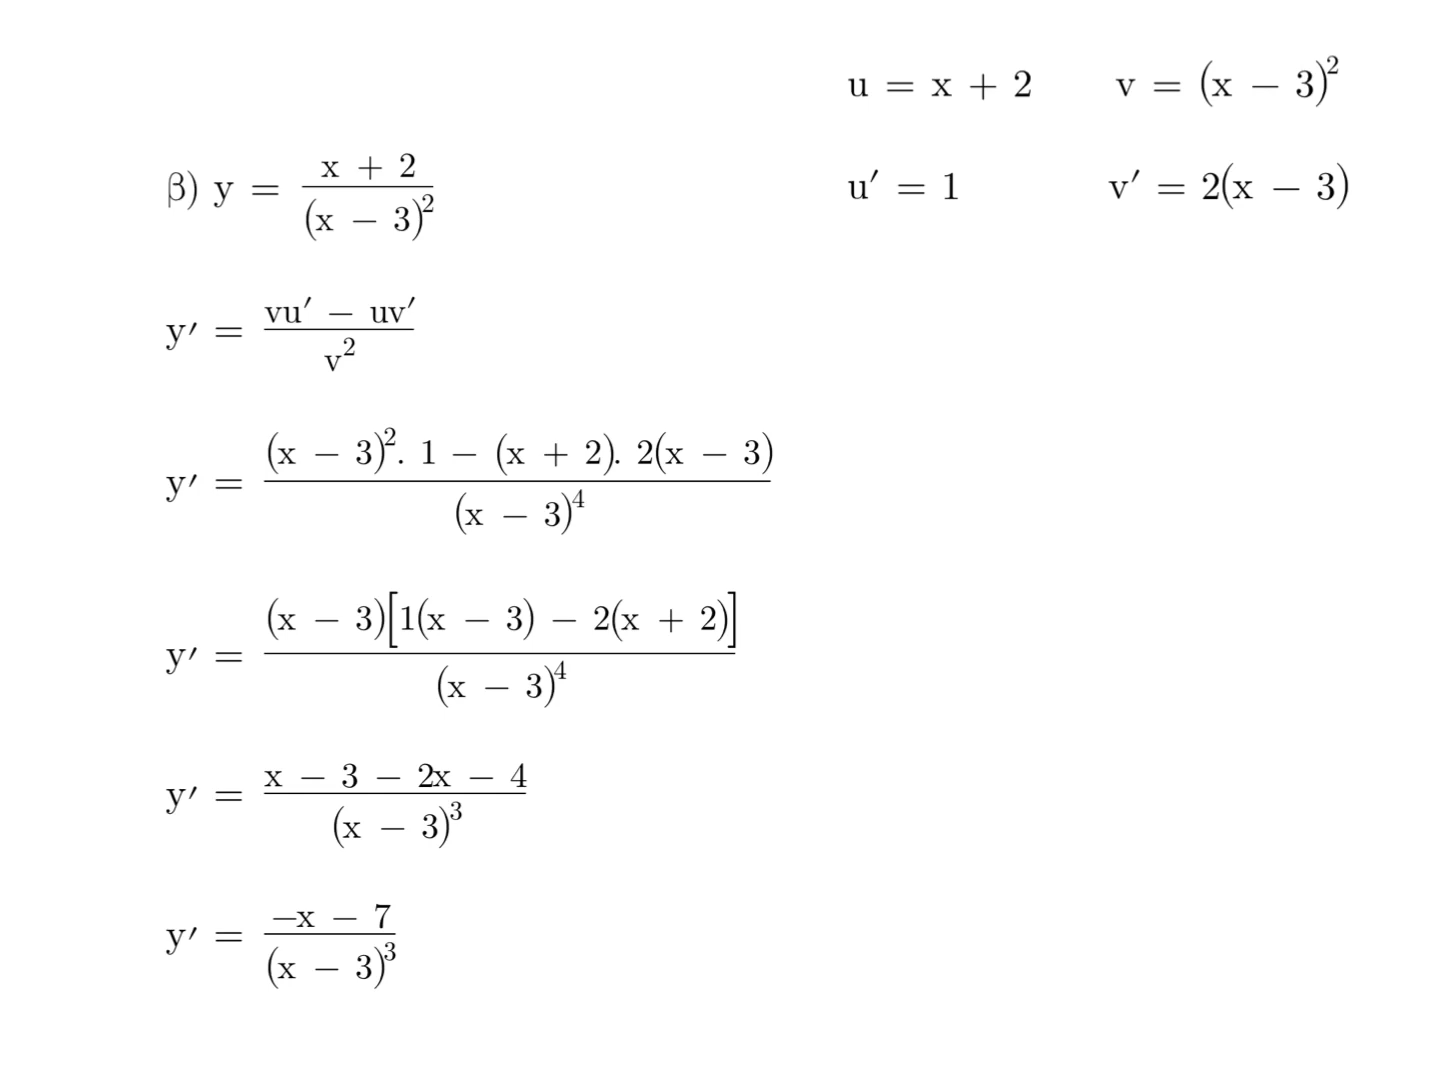 u = x + 2    v = (x − 3)²
β) y = (x + 2)/(x − 3)²    u′ = 1    v′ = 2(x − 3)
y′ = (vu′ − uv′)/v²
y′ = ((x − 3)². 1 − (x + 2). 2(x − 3))/(x − 3)⁴
y′ = ((x − 3)[1(x − 3) − 2(x + 2)])/(x − 3)⁴
y′ = (x − 3 − 2x − 4)/(x − 3)³
y′ = (−x − 7)/(x − 3)³